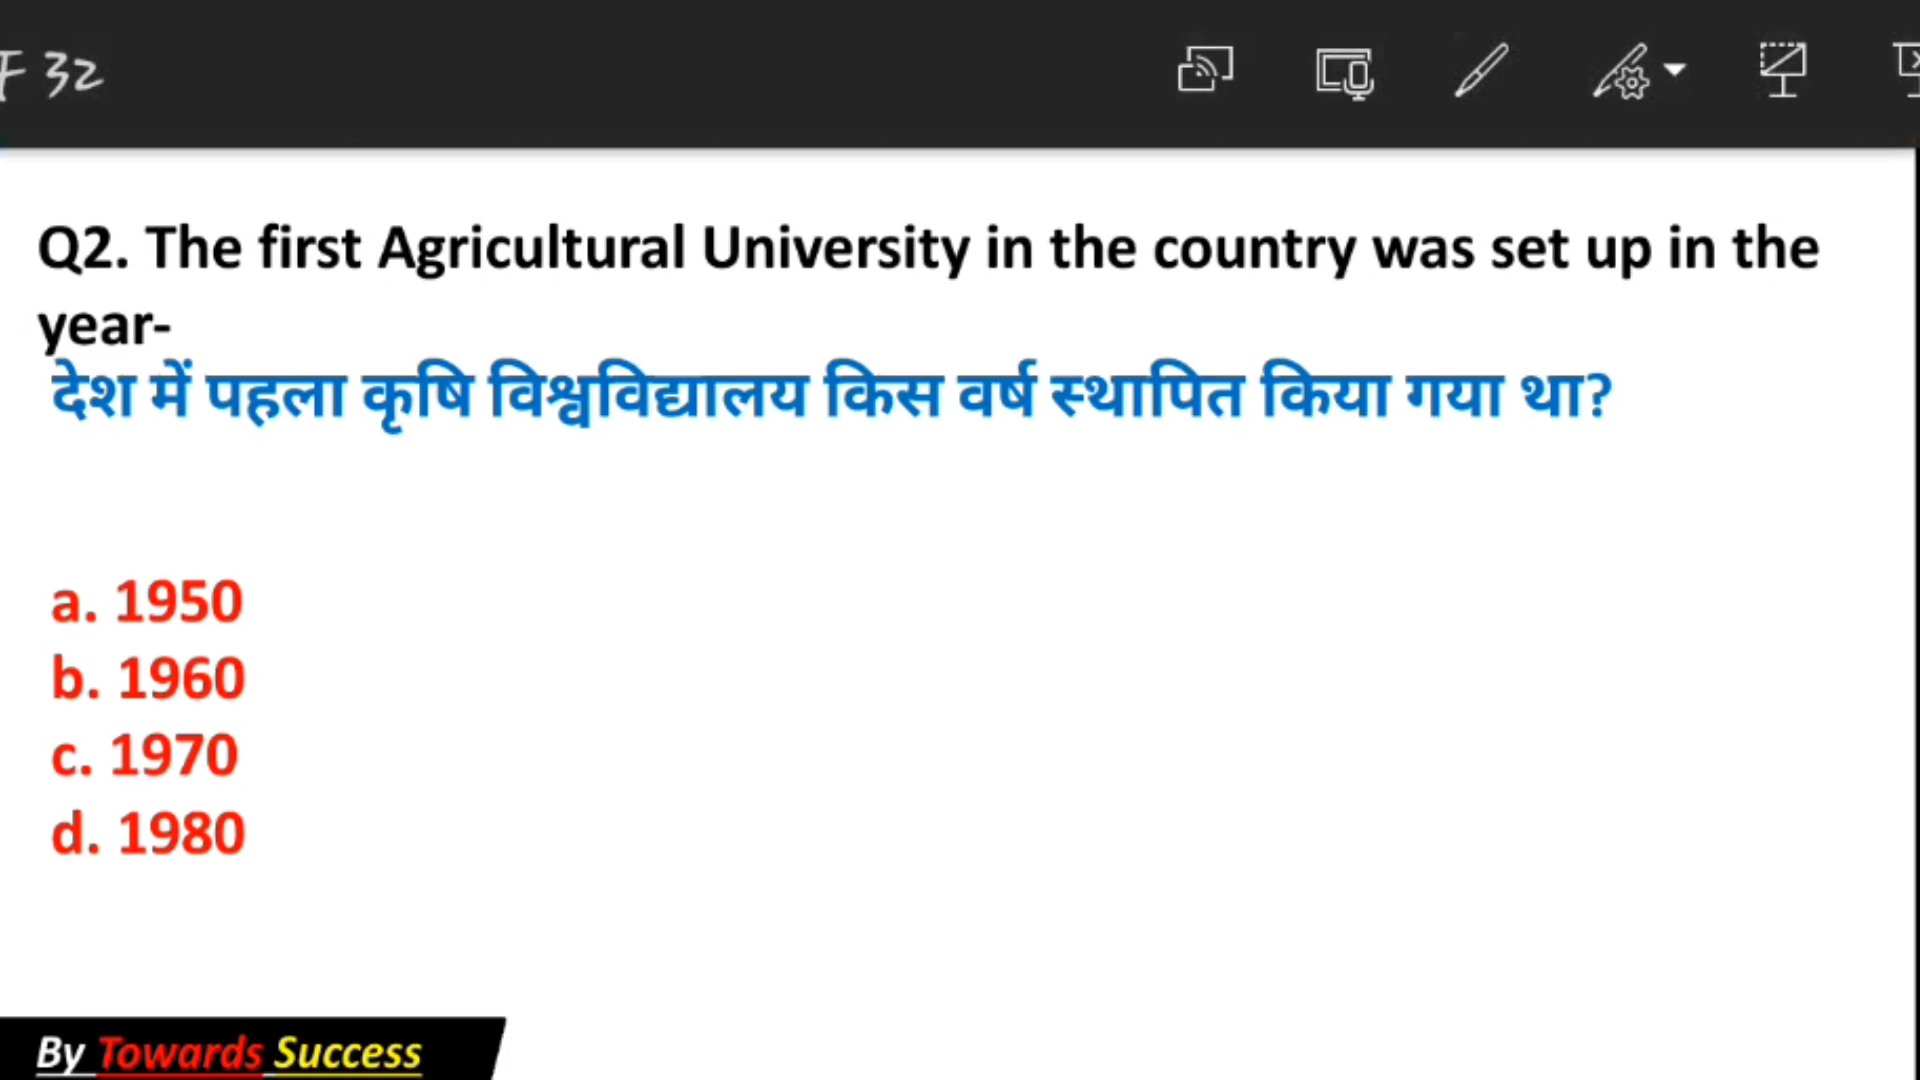 32
Q2. The first Agricultural University in the country was set up in the
year-
देश में पहला कृषि विश्वविद्यालय किस वर्ष स्थापित किया गया था?
a. 1950
b. 1960
c. 1970
d. 1980
By Towards Success